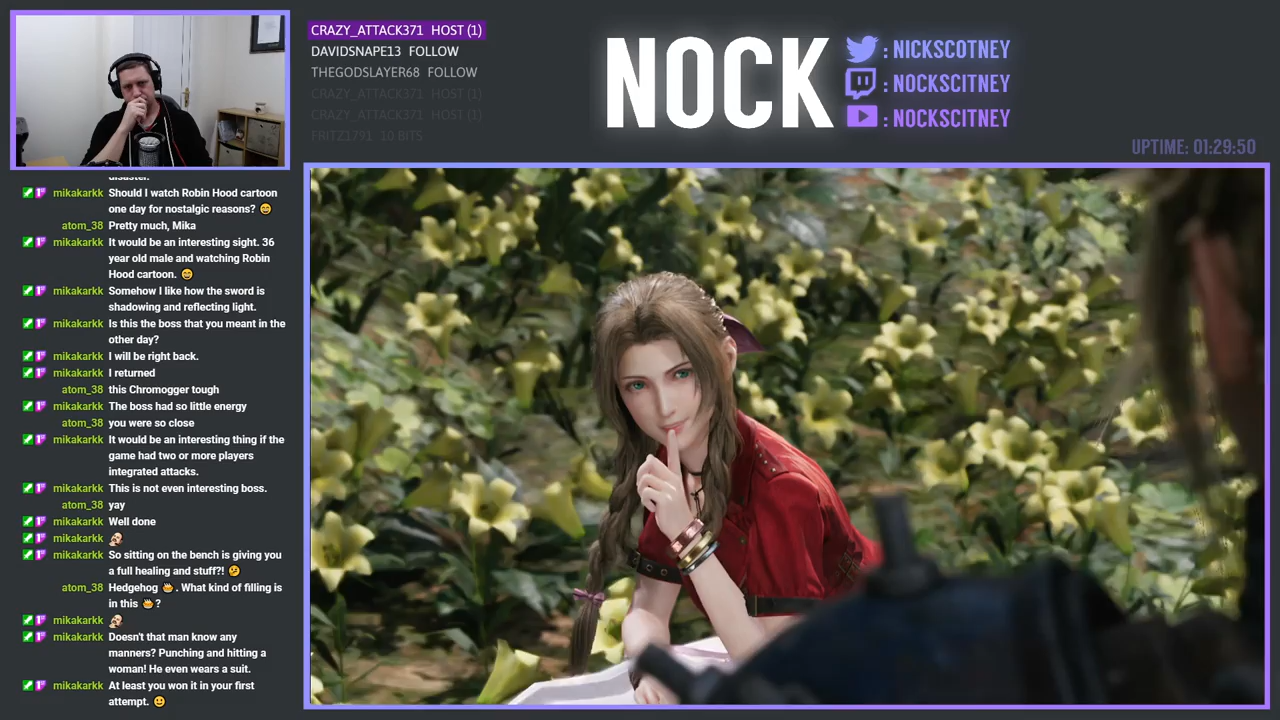 CRAZY_ATTACK371 HOST (1)
DAVIDSNAPE13 FOLLOW
THEGODSLAYER68 FOLLOW
CRAZY_ATTACK371 HOST (1)
CRAZY_ATTACK371 HOST (1)
FRITZ1791 10 BITS
NOCK
: NICKSCOTNEY
: NOCKSCITNEY
: NOCKSCITNEY
UPTIME: 01:29:50
disaster.
mikakarkk Should I watch Robin Hood cartoon
one day for nostalgic reasons? 😄
atom_38 Pretty much, Mika
mikakarkk It would be an interesting sight. 36
year old male and watching Robin
Hood cartoon. 😄
mikakarkk Somehow I like how the sword is
shadowing and reflecting light.
mikakarkk Is this the boss that you meant in the
other day?
mikakarkk I will be right back.
mikakarkk I returned
atom_38 this Chromogger tough
mikakarkk The boss had so little energy
atom_38 you were so close
mikakarkk It would be an interesting thing if the
game had two or more players
integrated attacks.
mikakarkk This is not even interesting boss.
atom_38 yay
mikakarkk Well done
mikakarkk
mikakarkk So sitting on the bench is giving you
a full healing and stuff?! 😕
atom_38 Hedgehog . What kind of filling is
in this ?
mikakarkk
mikakarkk Doesn't that man know any
manners? Punching and hitting a
woman! He even wears a suit.
mikakarkk At least you won it in your first
attempt. 🙂